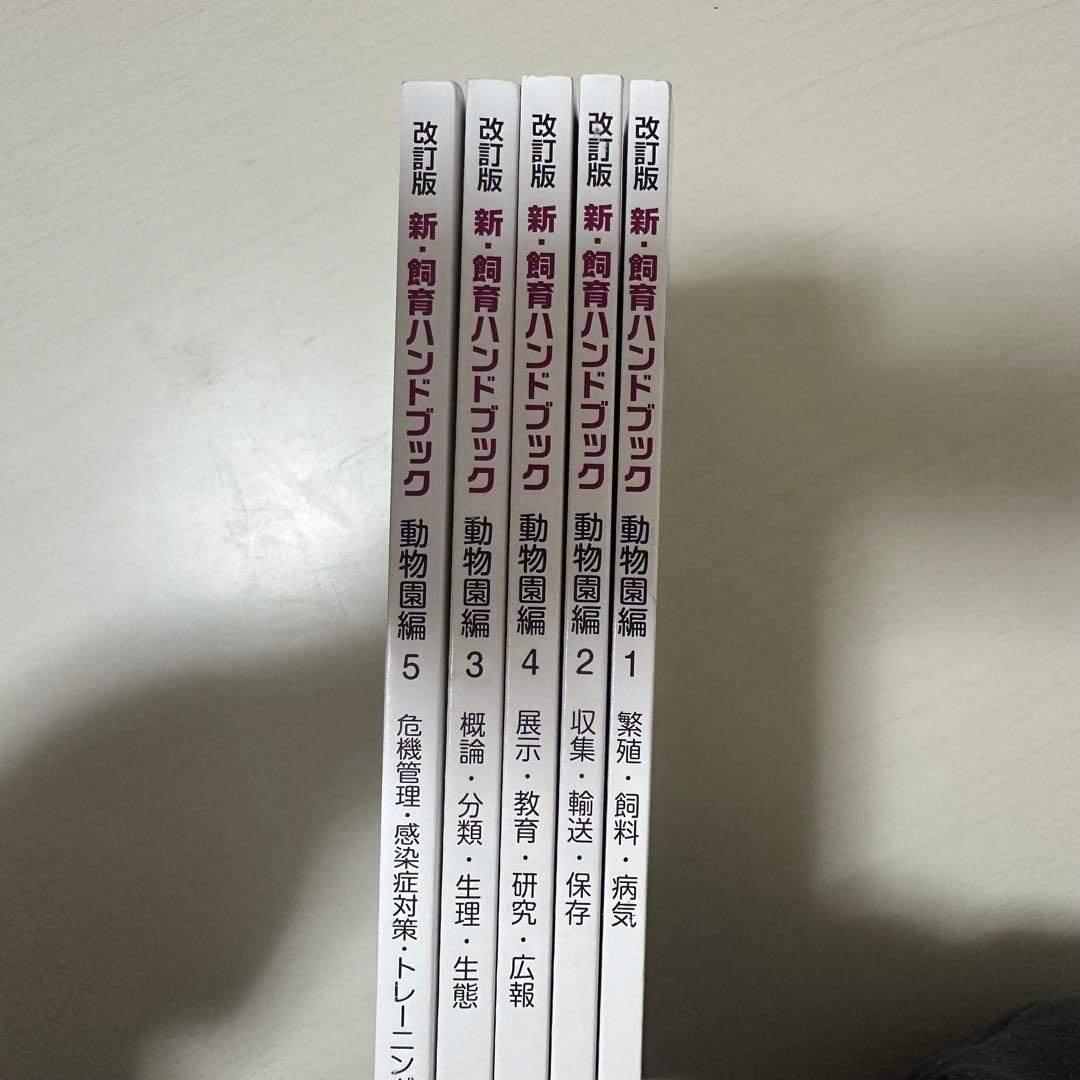 改訂版 新・飼育ハンドブック 動物園編 5 危機管理・感染症対策・トレーニング
改訂版 新・飼育ハンドブック 動物園編 3 概論・分類・生理・生態
改訂版 新・飼育ハンドブック 動物園編 4 展示・教育・研究・広報
改訂版 新・飼育ハンドブック 動物園編 2 収集・輸送・保存
改訂版 新・飼育ハンドブック 動物園編 1 繁殖・飼料・病気